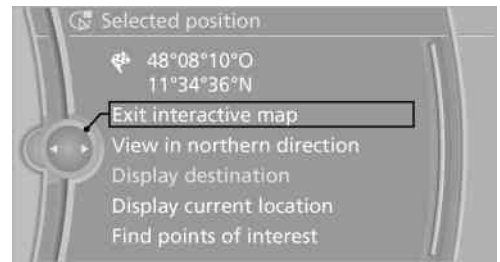 Selected position
48°08'10"O
11°34'36"N
Exit interactive map
View in northern direction
Display destination
Display current location
Find points of interest